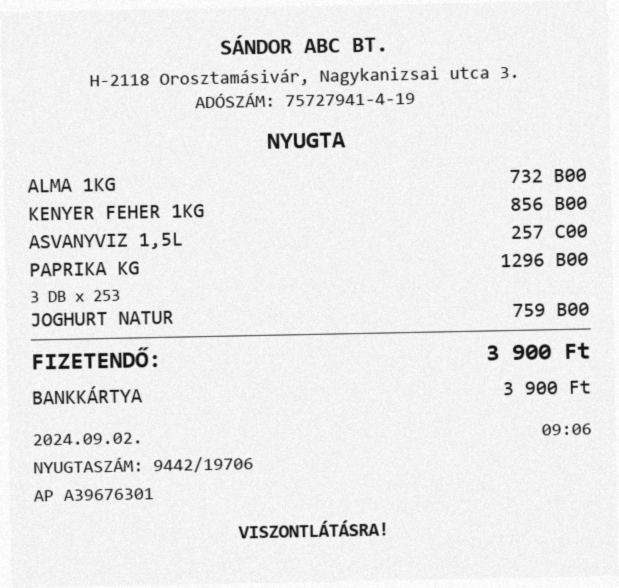 SÁNDOR ABC BT.
H-2118 Orosztamásivár, Nagykanizsai utca 3.
ADÓSZÁM: 75727941-4-19
NYUGTA
ALMA 1KG 732 B00
KENYER FEHER 1KG 856 B00
ASVANYVIZ 1,5L 257 C00
PAPRIKA KG 1296 B00
3 DB x 253
JOGHURT NATUR 759 B00
FIZETENDŐ: 3 900 Ft
BANKKÁRTYA 3 900 Ft
2024.09.02. 09:06
NYUGTASZÁM: 9442/19706
AP A39676301
VISZONTLÁTÁSRA!